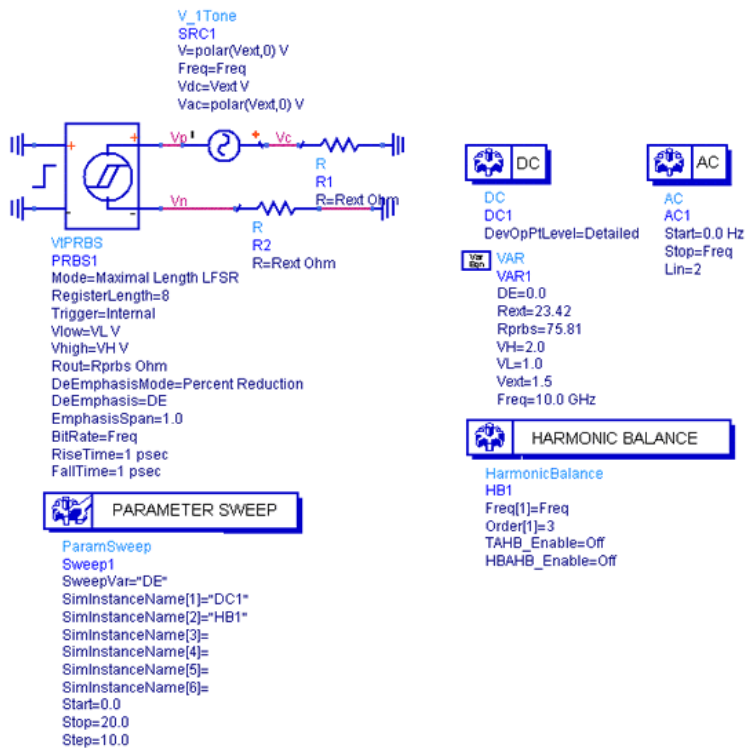 V_1Tone
SRC1
V=polar(Vext,0) V
Freq=Freq
Vdc=Vext V
Vac=polar(Vext,0) V
Vp
Vc
R
R1
R=Rext Ohm
Vn
R
R2
R=Rext Ohm
VtPRBS
PRBS1
Mode=Maximal Length LFSR
RegisterLength=8
Trigger=Internal
Vlow=VL V
Vhigh=VH V
Rout=Rprbs Ohm
DeEmphasisMode=Percent Reduction
DeEmphasis=DE
EmphasisSpan=1.0
BitRate=Freq
RiseTime=1 psec
FallTime=1 psec
DC
DC
DC1
DevOpPtLevel=Detailed
AC
AC
AC1
Start=0.0 Hz
Stop=Freq
Lin=2
Var
Eqn
VAR
VAR1
DE=0.0
Rext=23.42
Rprbs=75.81
VH=2.0
VL=1.0
Vext=1.5
Freq=10.0 GHz
HARMONIC BALANCE
HarmonicBalance
HB1
Freq[1]=Freq
Order[1]=3
TAHB_Enable=Off
HBAHB_Enable=Off
PARAMETER SWEEP
ParamSweep
Sweep1
SweepVar="DE"
SimInstanceName[1]="DC1"
SimInstanceName[2]="HB1"
SimInstanceName[3]=
SimInstanceName[4]=
SimInstanceName[5]=
SimInstanceName[6]=
Start=0.0
Stop=20.0
Step=10.0